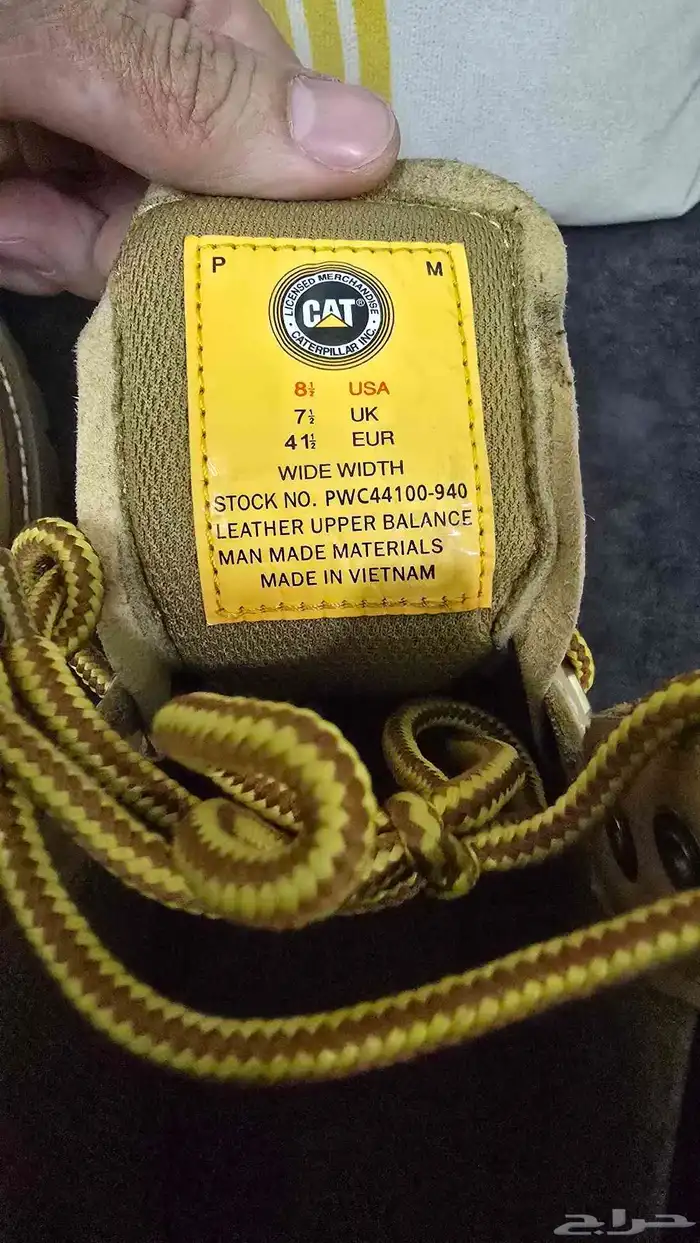 P M
LICENSED MERCHANDISE
CAT®
CATERPILLAR INC.
8½ USA
7½ UK
41½ EUR
WIDE WIDTH
STOCK NO. PWC44100-940
LEATHER UPPER BALANCE
MAN MADE MATERIALS
MADE IN VIETNAM
حراج